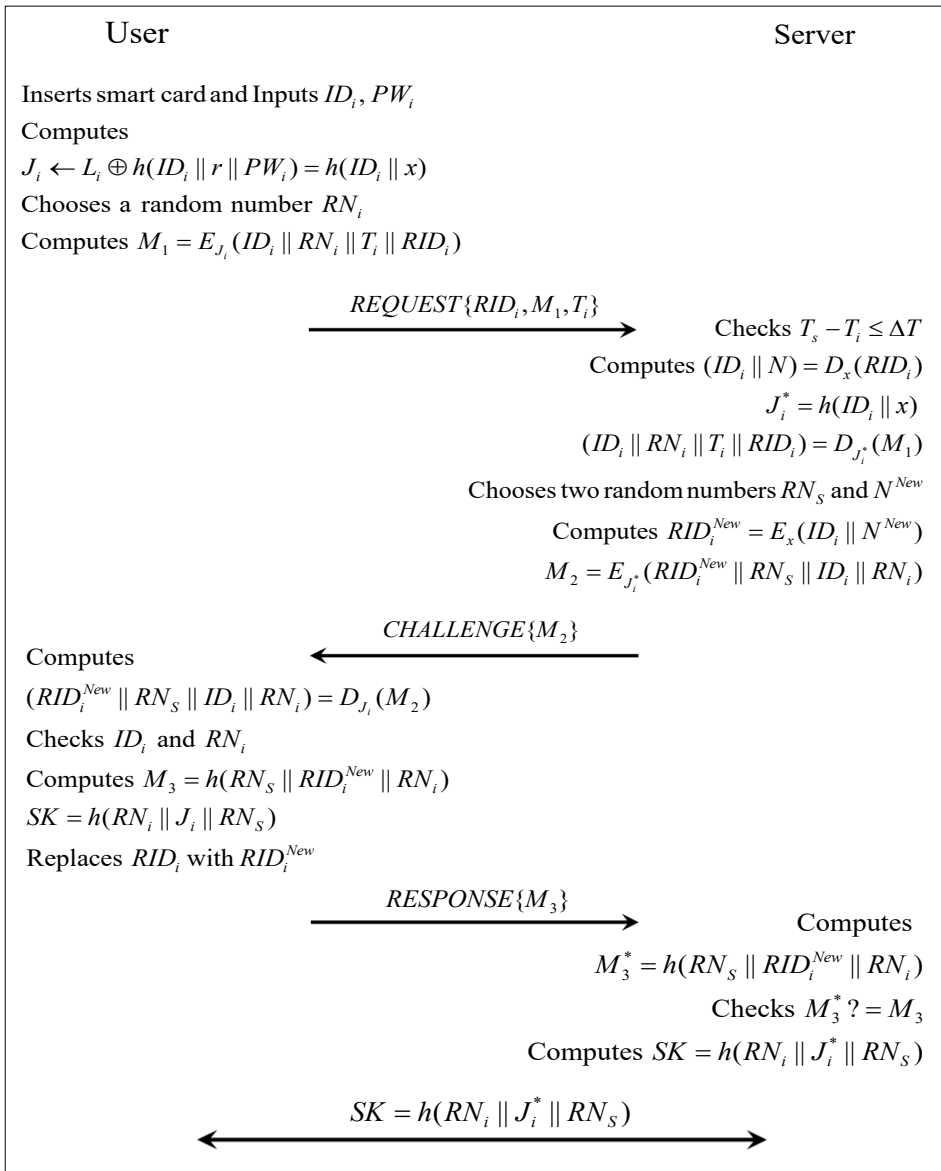 User
Server
Inserts smart card and Inputs ID_i, PW_i
Computes
J_i ← L_i ⊕ h(ID_i || r || PW_i) = h(ID_i || x)
Chooses a random number RN_i
Computes M_1 = E_{J_i}(ID_i || RN_i || T_i || RID_i)
REQUEST{RID_i, M_1, T_i}
Checks T_s − T_i ≤ ΔT
Computes (ID_i || N) = D_x(RID_i)
J_i^* = h(ID_i || x)
(ID_i || RN_i || T_i || RID_i) = D_{J_i^*}(M_1)
Chooses two random numbers RN_S and N^{New}
Computes RID_i^{New} = E_x(ID_i || N^{New})
M_2 = E_{J_i^*}(RID_i^{New} || RN_S || ID_i || RN_i)
CHALLENGE{M_2}
Computes
(RID_i^{New} || RN_S || ID_i || RN_i) = D_{J_i}(M_2)
Checks ID_i and RN_i
Computes M_3 = h(RN_S || RID_i^{New} || RN_i)
SK = h(RN_i || J_i || RN_S)
Replaces RID_i with RID_i^{New}
RESPONSE{M_3}
Computes
M_3^* = h(RN_S || RID_i^{New} || RN_i)
Checks M_3^* ?= M_3
Computes SK = h(RN_i || J_i^* || RN_S)
SK = h(RN_i || J_i^* || RN_S)